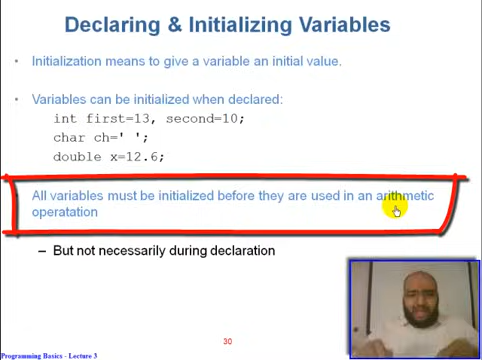 Declaring & Initializing Variables
• Initialization means to give a variable an initial value.
• Variables can be initialized when declared:
int first=13, second=10;
char ch=' ';
double x=12.6;
All variables must be initialized before they are used in an arithmetic
operatation
– But not necessarily during declaration
30
Programming Basics - Lecture 3